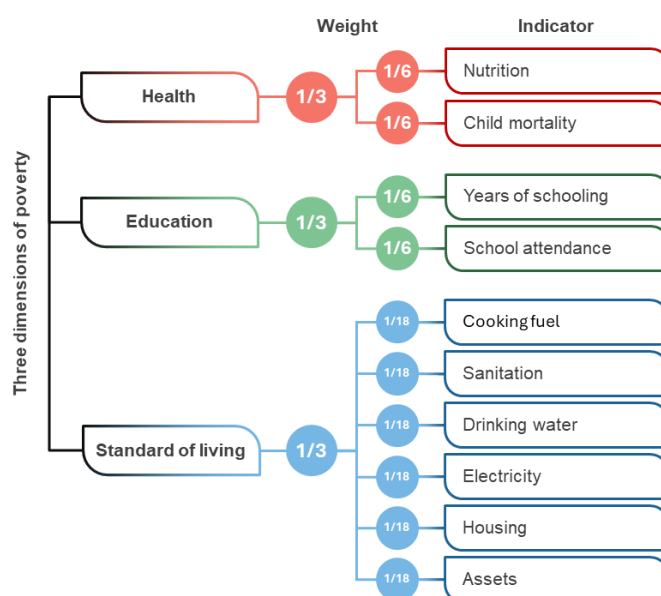 Weight
Indicator
Three dimensions of poverty
Health
1/3
1/6
Nutrition
1/6
Child mortality
Education
1/3
1/6
Years of schooling
1/6
School attendance
Standard of living
1/3
1/18
Cooking fuel
1/18
Sanitation
1/18
Drinking water
1/18
Electricity
1/18
Housing
1/18
Assets